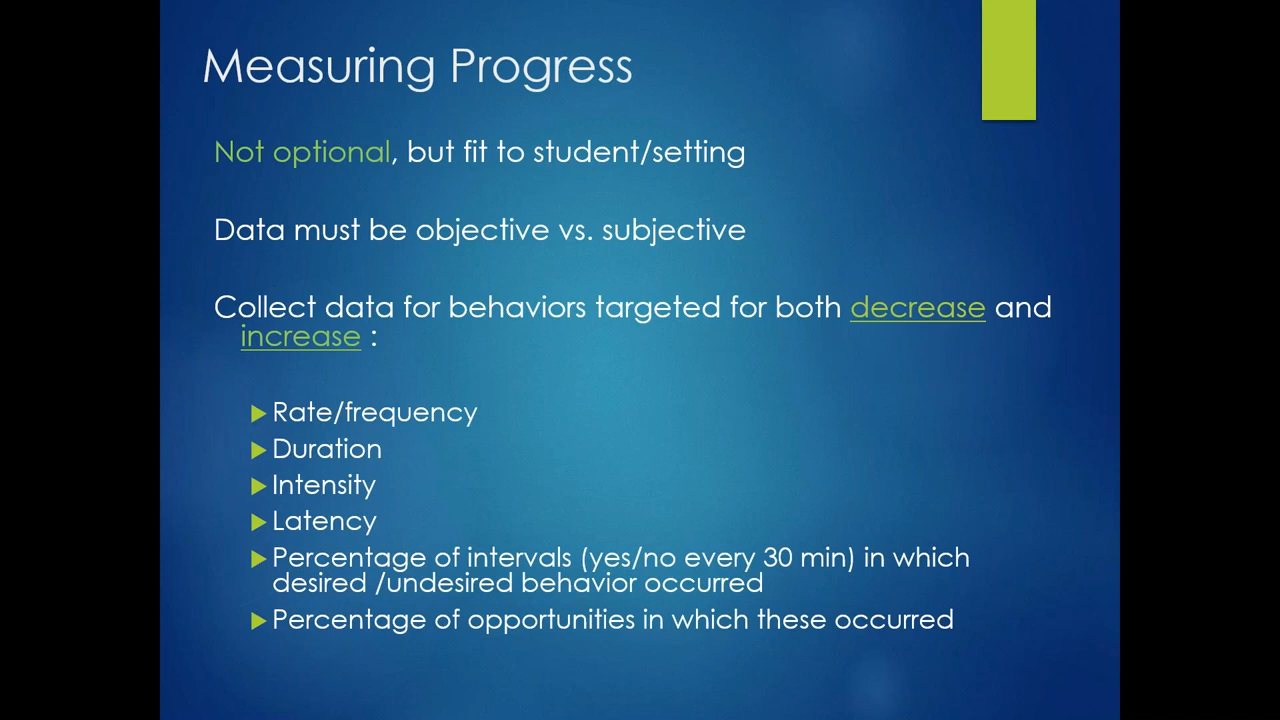 Measuring Progress
Not optional, but fit to student/setting
Data must be objective vs. subjective
Collect data for behaviors targeted for both decrease and
increase :
Rate/frequency
Duration
Intensity
Latency
Percentage of intervals (yes/no every 30 min) in which
desired /undesired behavior occurred
Percentage of opportunities in which these occurred